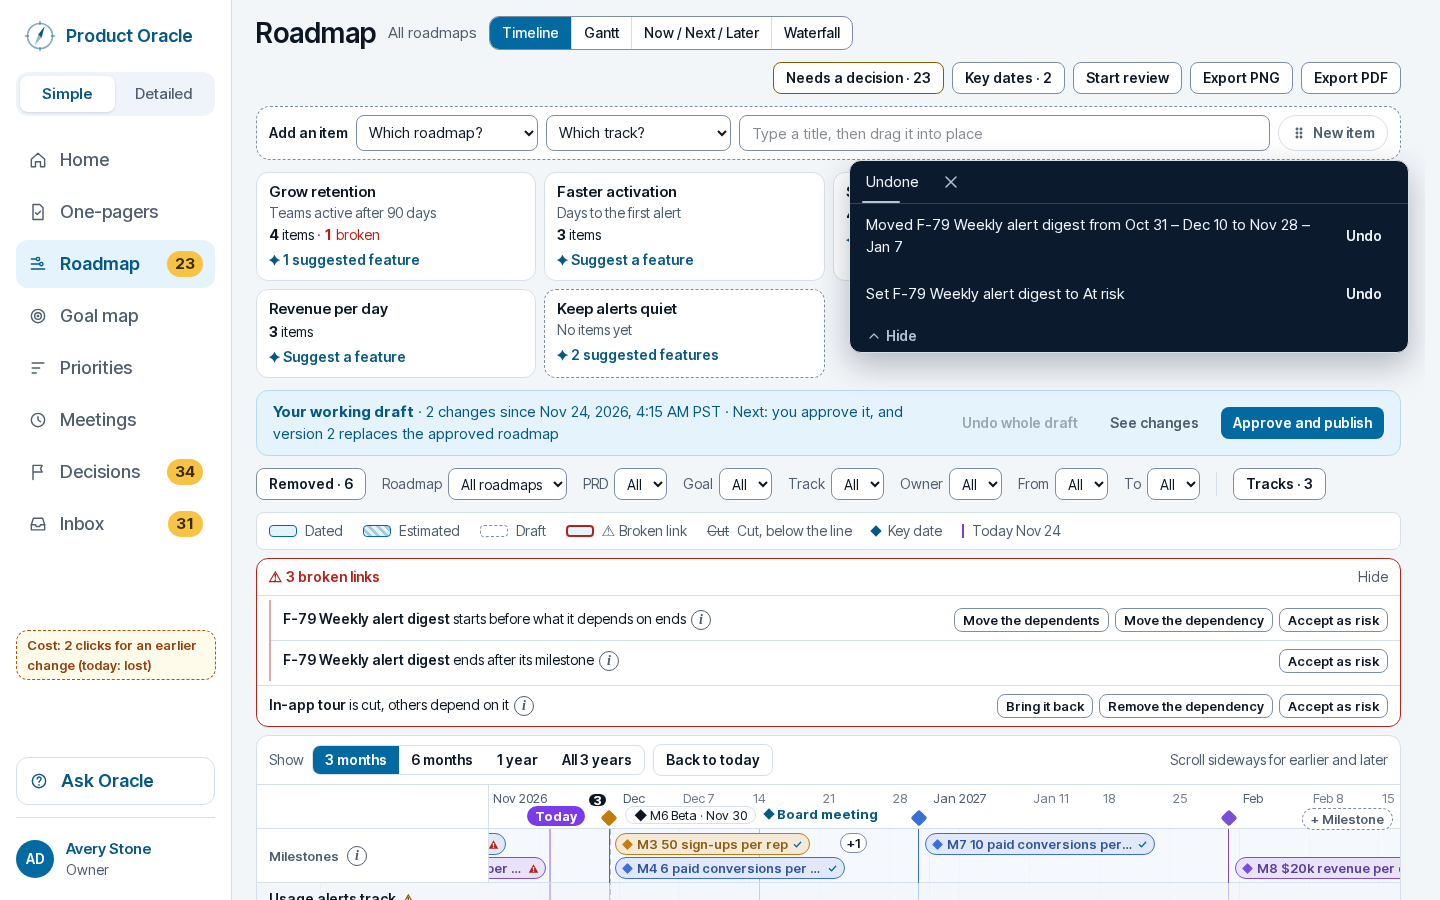 Product Oracle
Simple
Detailed
Home
One-pagers
Roadmap
23
Goal map
Priorities
Meetings
Decisions
34
Inbox
31
Cost: 2 clicks for an earlier
change (today: lost)
Ask Oracle
AD
Avery Stone
Owner
Roadmap
All roadmaps
Timeline
Gantt
Now / Next / Later
Waterfall
Needs a decision · 23
Key dates · 2
Start review
Export PNG
Export PDF
Add an item
Which roadmap?
Which track?
Type a title, then drag it into place
New item
Grow retention
Teams active after 90 days
4 items · 1 broken
1 suggested feature
Faster activation
Days to the first alert
3 items
Suggest a feature
Undone
Moved F-79 Weekly alert digest from Oct 31 – Dec 10 to Nov 28 –
Jan 7
Undo
Set F-79 Weekly alert digest to At risk
Undo
Hide
Revenue per day
3 items
Suggest a feature
Keep alerts quiet
No items yet
2 suggested features
Your working draft · 2 changes since Nov 24, 2026, 4:15 AM PST · Next: you approve it, and
version 2 replaces the approved roadmap
Undo whole draft
See changes
Approve and publish
Removed · 6
Roadmap
All roadmaps
PRD
All
Goal
All
Track
All
Owner
All
From
All
To
All
Tracks · 3
Dated
Estimated
Draft
⚠ Broken link
Cut
Cut, below the line
Key date
Today Nov 24
⚠ 3 broken links
Hide
F-79 Weekly alert digest starts before what it depends on ends i
Move the dependents
Move the dependency
Accept as risk
F-79 Weekly alert digest ends after its milestone i
Accept as risk
In-app tour is cut, others depend on it i
Bring it back
Remove the dependency
Accept as risk
Show
3 months
6 months
1 year
All 3 years
Back to today
Scroll sideways for earlier and later
Nov 2026
3
Dec
Dec 7
14
21
28
Jan 2027
Jan 11
18
25
Feb
Feb 8
15
Today
M6 Beta · Nov 30
Board meeting
+ Milestone
Milestones i
M3 50 sign-ups per rep
+1
M7 10 paid conversions per...
per ...
M4 6 paid conversions per ...
M8 $20k revenue per
Usage alerts track